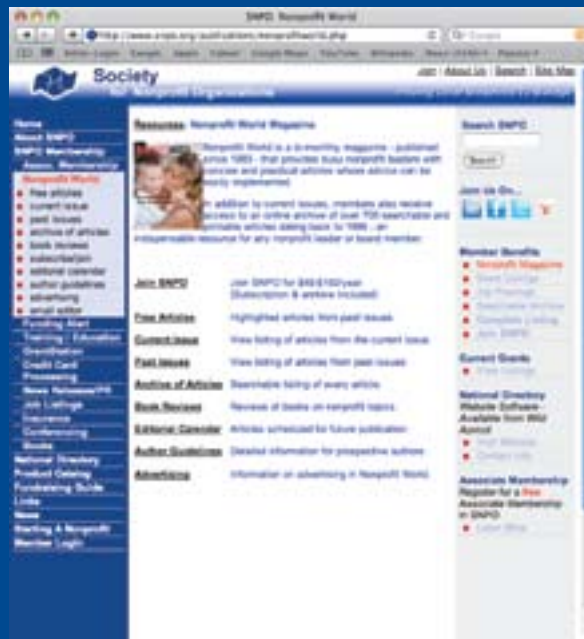 SNPO: Nonprofit World
http://www.snpo.org/publications/nonprofitworld.php
Join | About Us | Search | Site Map
Society
for Nonprofit Organizations
Home
About SNPO
SNPO Membership
Assoc. Membership
Nonprofit World
free articles
current issue
past issues
archive of articles
book reviews
subscribe/join
editorial calendar
author guidelines
advertising
email editor
Funding Alert
Training / Education
Credit Card
Processing
Job Listings
Insurance
Conferencing
Books
National Directory
Product Catalog
Fundraising Guide
Links
News
Starting A Nonprofit
Member Login
Resources: Nonprofit World Magazine
Nonprofit World is a bi-monthly magazine - published
since 1983 - that provides busy nonprofit leaders with
concise and practical articles whose advice can be
easily implemented.
In addition to current issues, members also receive
access to an online archive of over 700 searchable and
printable articles dating back to 1998 - an
indispensable resource for any nonprofit leader or board member.
Join SNPO
Join SNPO for
(Subscription & archive included)
Free Articles
Highlighted articles from past issues.
Current Issue
View listing of articles from the current issue.
Past Issues
View listing of articles from past issues.
Archive of Articles
Searchable listing of every article.
Book Reviews
Reviews of books on nonprofit topics.
Editorial Calendar
Articles scheduled for future publication.
Author Guidelines
Detailed information for prospective authors.
Advertising
Information on advertising in Nonprofit World.
Search SNPO
Search
Join us On...
Member Benefits
Nonprofit Magazine
Join SNPO
Current Grants
National Directory
Website Software
Available from Wild
Apricot
Associate Membership
Register for a free
Associate Membership
in SNPO